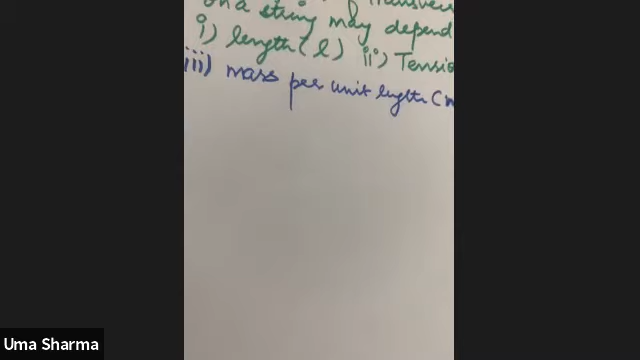 on a string may depend
i) length (l) ii) Tensio
iii) mass per unit length (m
Uma Sharma